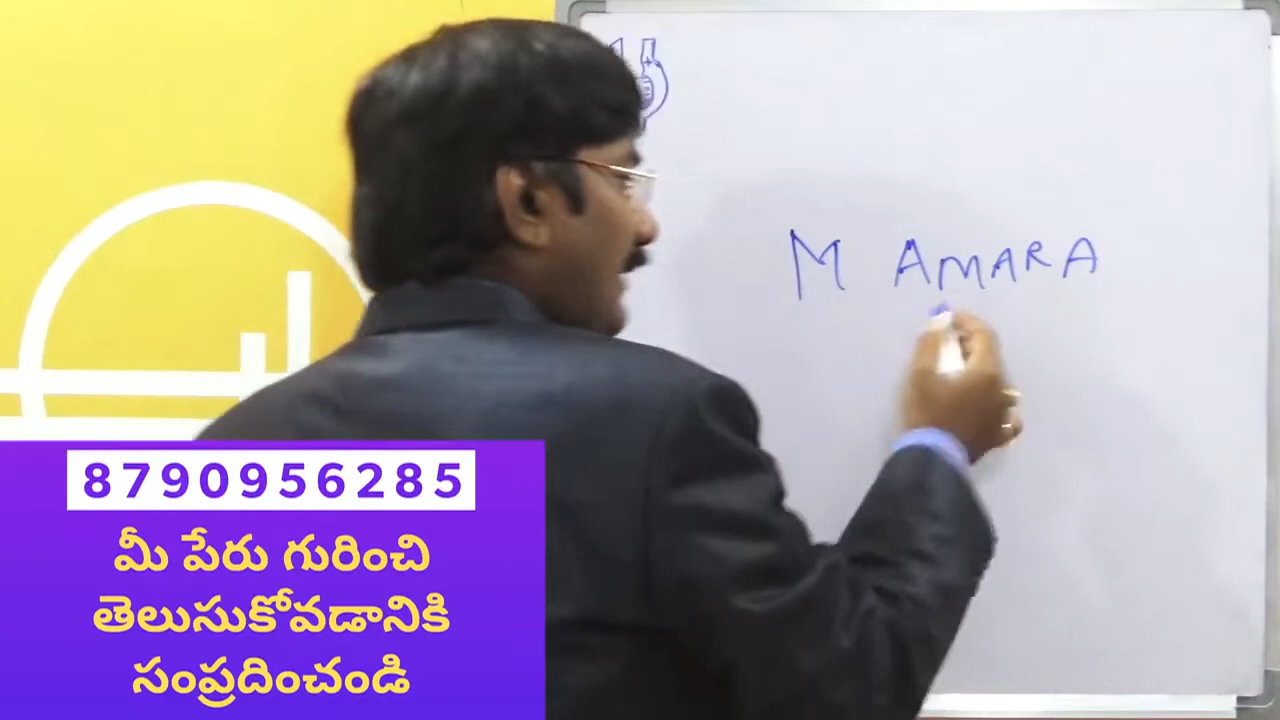 M AMARA
8790956285
మీ పేరు గురించి
తెలుసుకోవడానికి
సంప్రదించండి